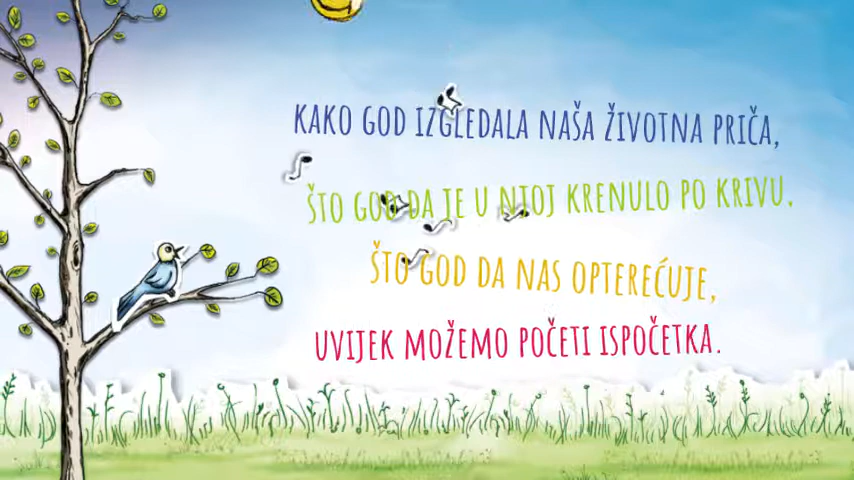 KAKO GOD IZGLEDALA NAŠA ŽIVOTNA PRIČA,
ŠTO GOD DA JE U NJOJ KRENULO PO KRIVU,
ŠTO GOD DA NAS OPTEREĆUJE,
UVIJEK MOŽEMO POČETI ISPOČETKA.